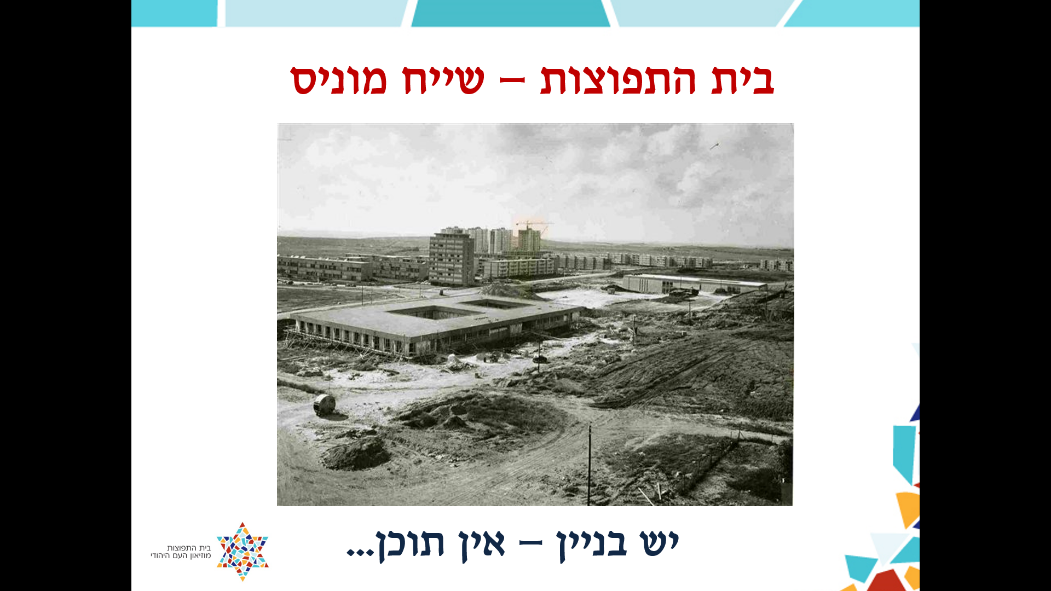 בית התפוצות – שייח מוניס
יש בניין – אין תוכן...
בית התפוצות
מוזיאון העם היהודי